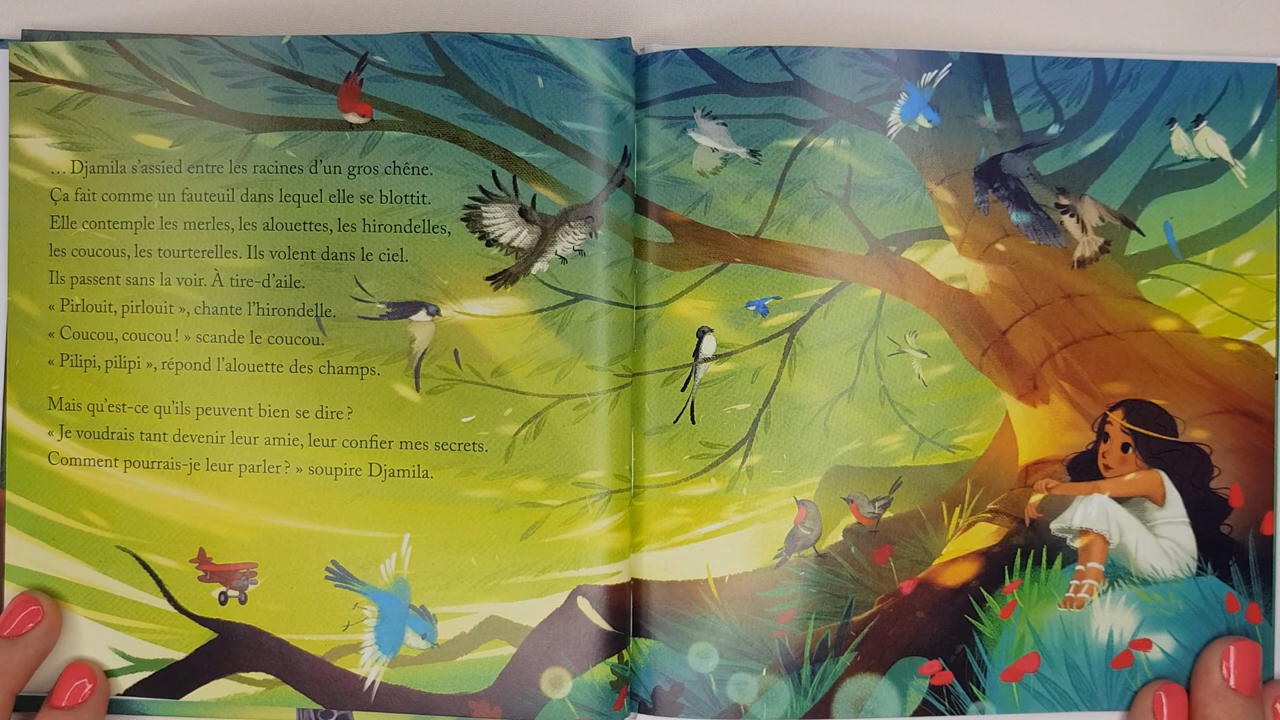 …Djamila s'assied entre les racines d'un gros chêne.
Ça fait comme un fauteuil dans lequel elle se blottit.
Elle contemple les merles, les alouettes, les hirondelles,
les coucous, les tourterelles. Ils volent dans le ciel.
Ils passent sans la voir. À tire-d'aile.
« Pirlouit, pirlouit », chante l'hirondelle.
« Coucou, coucou ! » scande le coucou.
« Pilipi, pilipi », répond l'alouette des champs.
Mais qu'est-ce qu'ils peuvent bien se dire ?
« Je voudrais tant devenir leur amie, leur confier mes secrets.
Comment pourrais-je leur parler ? » soupire Djamila.